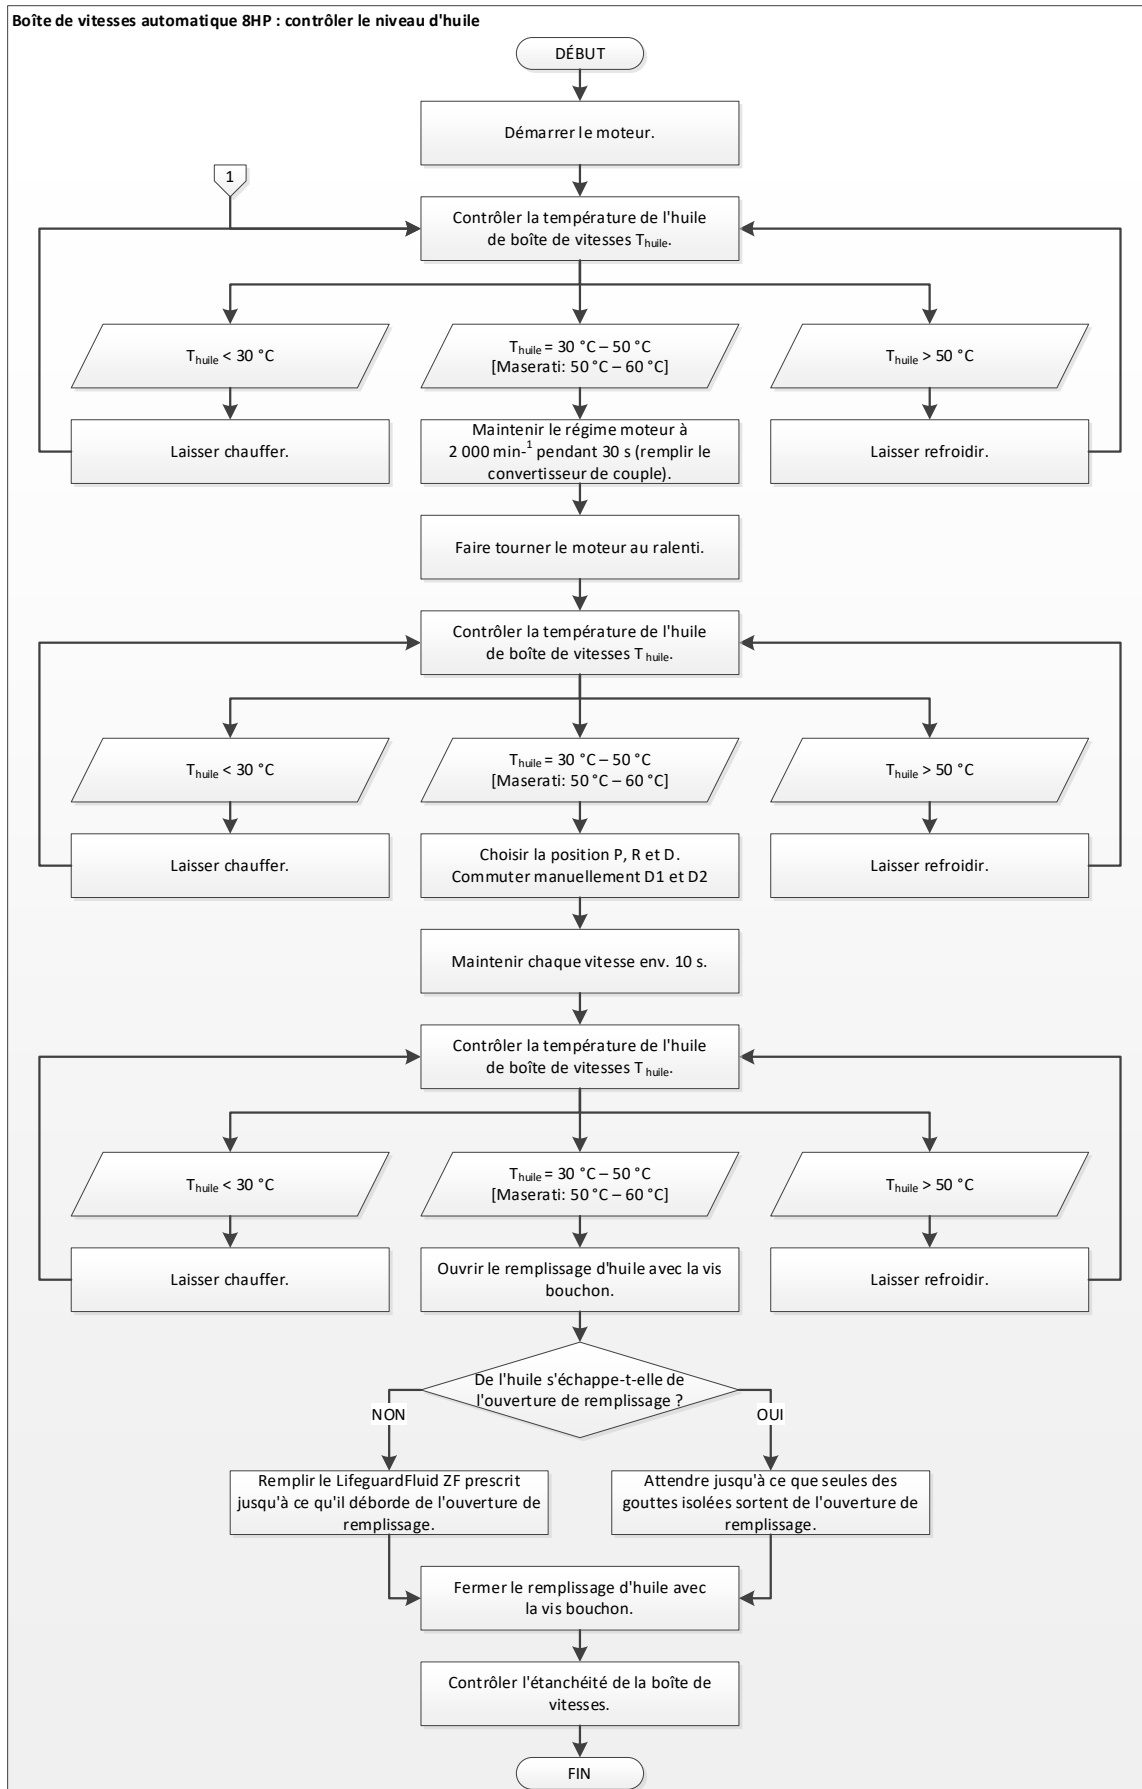 Boîte de vitesses automatique 8HP : contrôler le niveau d'huile
DÉBUT
Démarrer le moteur.
1
Contrôler la température de l'huile
de boîte de vitesses Thuile.
Thuile < 30 °C
Thuile = 30 °C – 50 °C
[Maserati: 50 °C – 60 °C]
Thuile > 50 °C
Laisser chauffer.
Maintenir le régime moteur à
2 000 min-¹ pendant 30 s (remplir le
convertisseur de couple).
Laisser refroidir.
Faire tourner le moteur au ralenti.
Contrôler la température de l'huile
de boîte de vitesses Thuile.
Thuile < 30 °C
Thuile = 30 °C – 50 °C
[Maserati: 50 °C – 60 °C]
Thuile > 50 °C
Laisser chauffer.
Choisir la position P, R et D.
Commuter manuellement D1 et D2
Laisser refroidir.
Maintenir chaque vitesse env. 10 s.
Contrôler la température de l'huile
de boîte de vitesses Thuile.
Thuile < 30 °C
Thuile = 30 °C – 50 °C
[Maserati: 50 °C – 60 °C]
Thuile > 50 °C
Laisser chauffer.
Ouvrir le remplissage d'huile avec la vis
bouchon.
Laisser refroidir.
De l'huile s'échappe-t-elle de
l'ouverture de remplissage ?
NON
OUI
Remplir le LifeguardFluid ZF prescrit
jusqu'à ce qu'il déborde de l'ouverture de
remplissage.
Attendre jusqu'à ce que seules des
gouttes isolées sortent de l'ouverture de
remplissage.
Fermer le remplissage d'huile avec
la vis bouchon.
Contrôler l'étanchéité de la boîte de
vitesses.
FIN